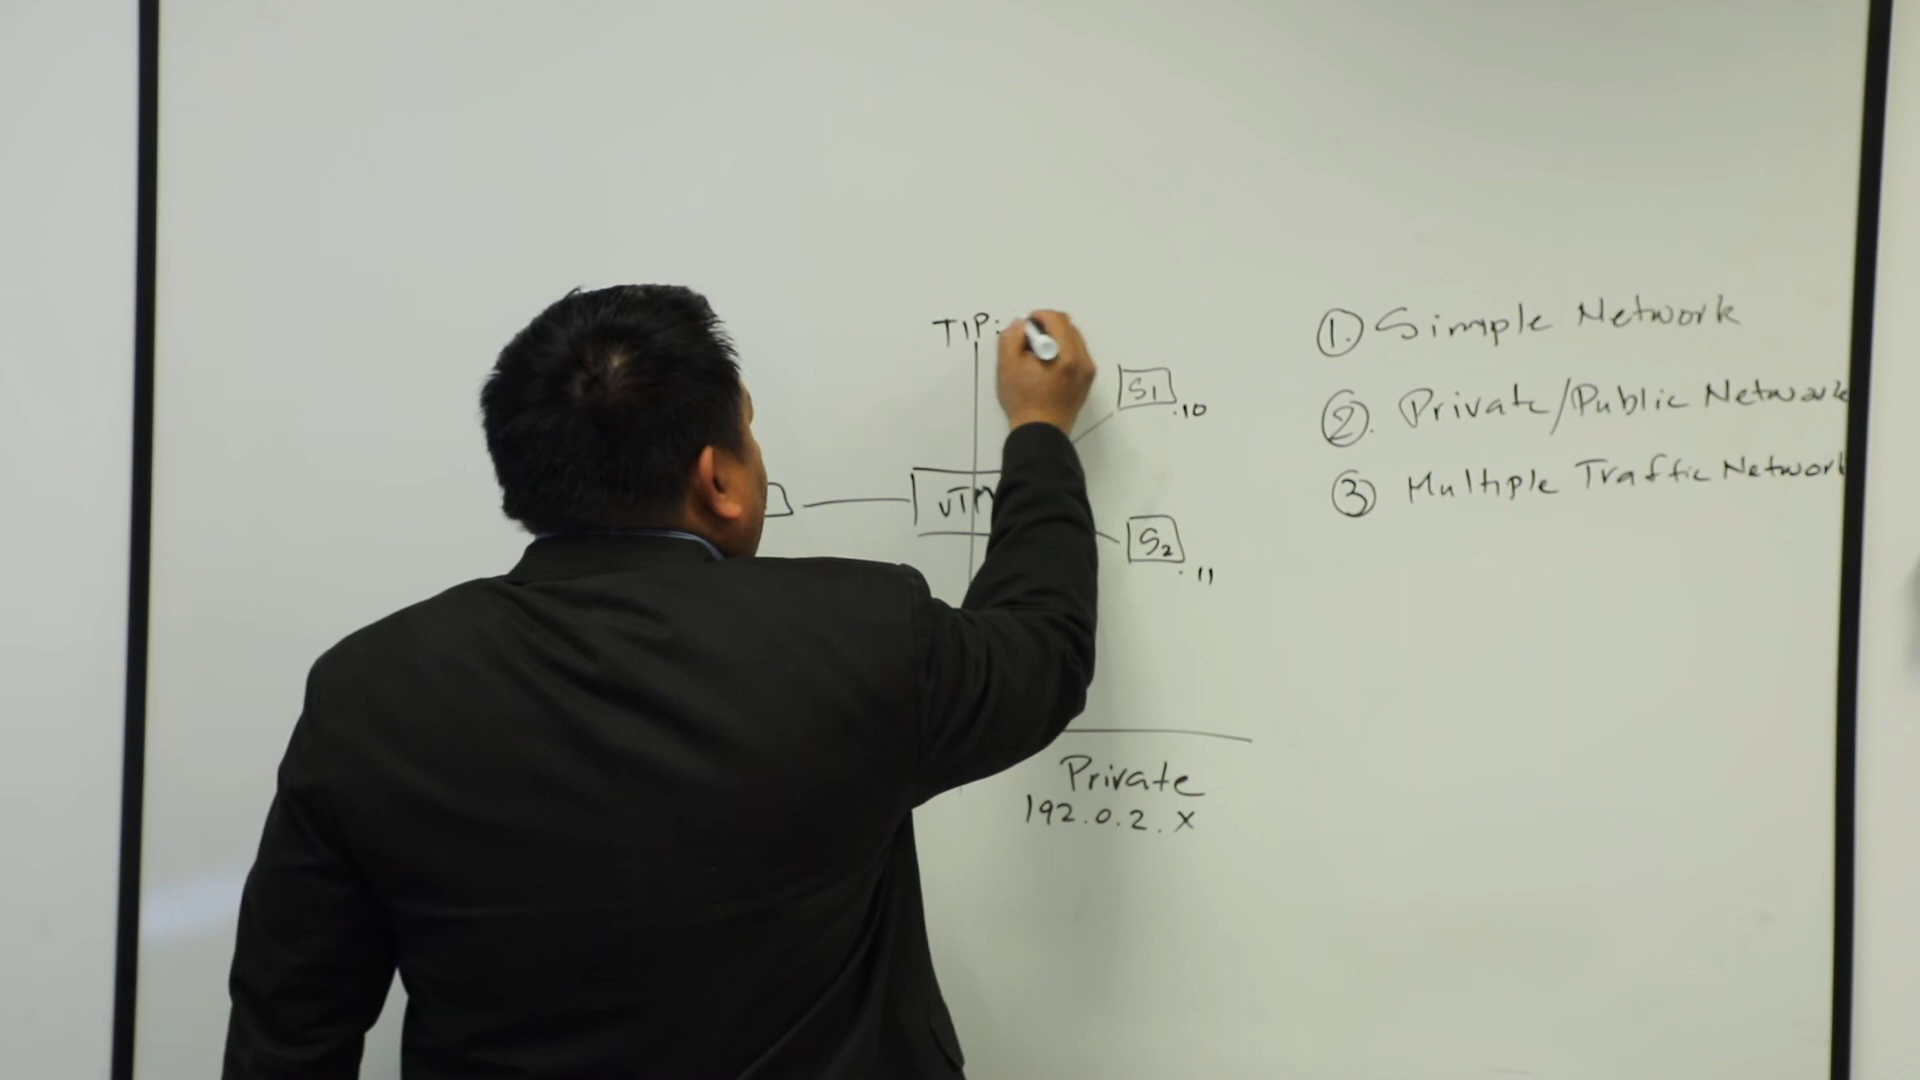 TIP:
S1
.10
vTM
S2
.11
Private
192.0.2.X
1. Simple Network
2. Private/Public Network
3 Multiple Traffic Network